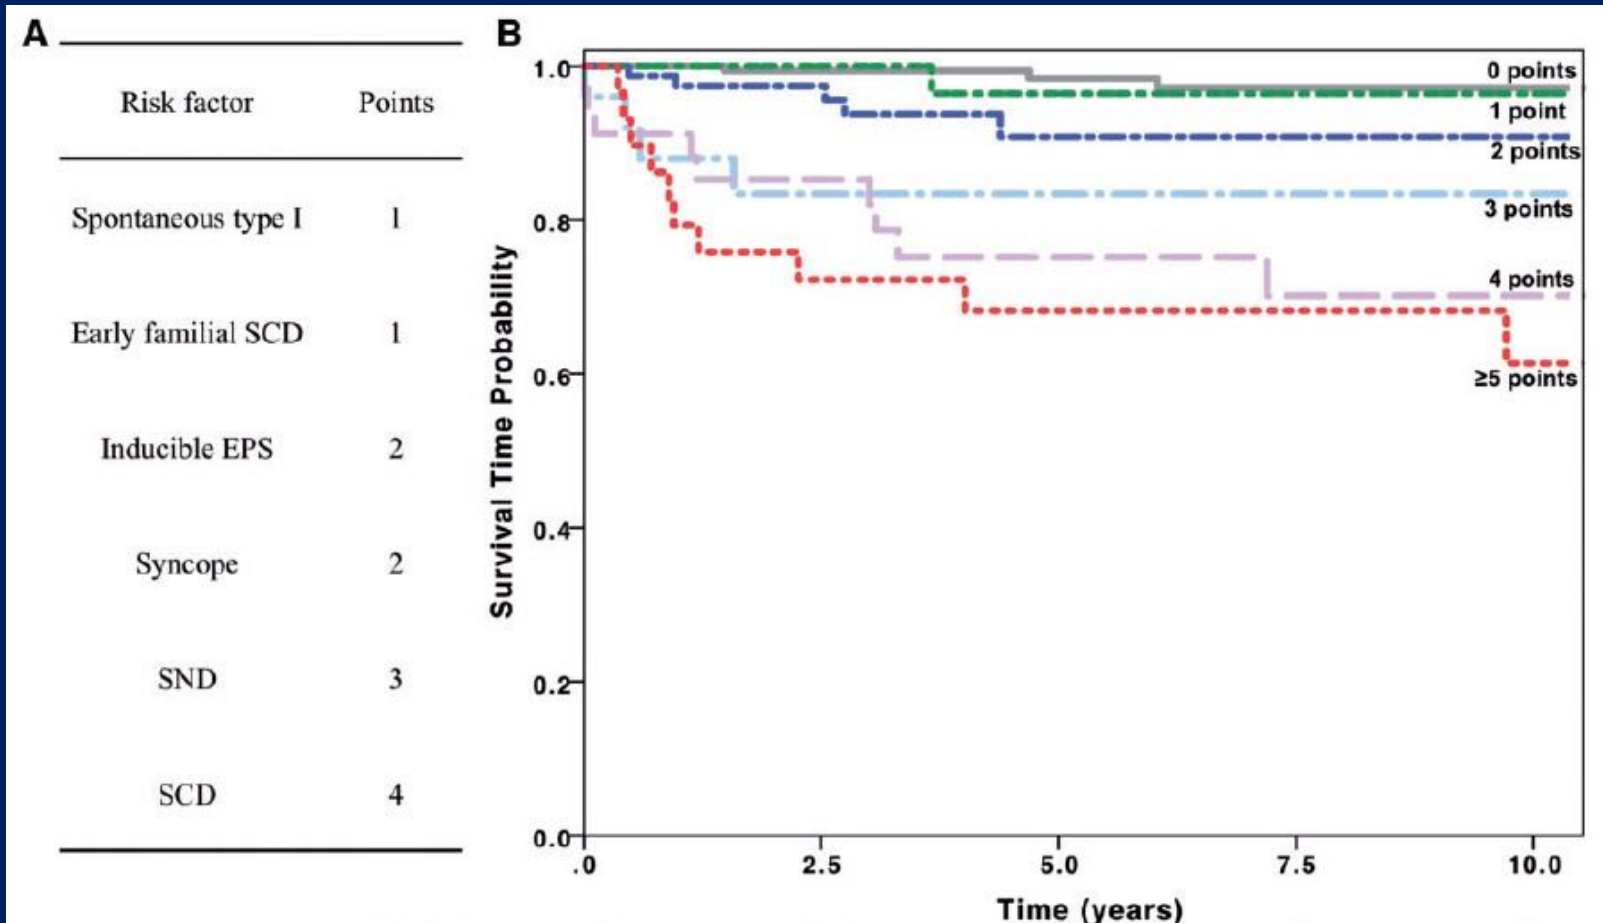 A
Risk factor Points
Spontaneous type I 1
Early familial SCD 1
Inducible EPS 2
Syncope 2
SND 3
SCD 4
B
Survival Time Probability
1.0
0.8
0.6
0.4
0.2
0.0
0 points
1 point
2 points
3 points
4 points
≥5 points
.0 2.5 5.0 7.5 10.0
Time (years)